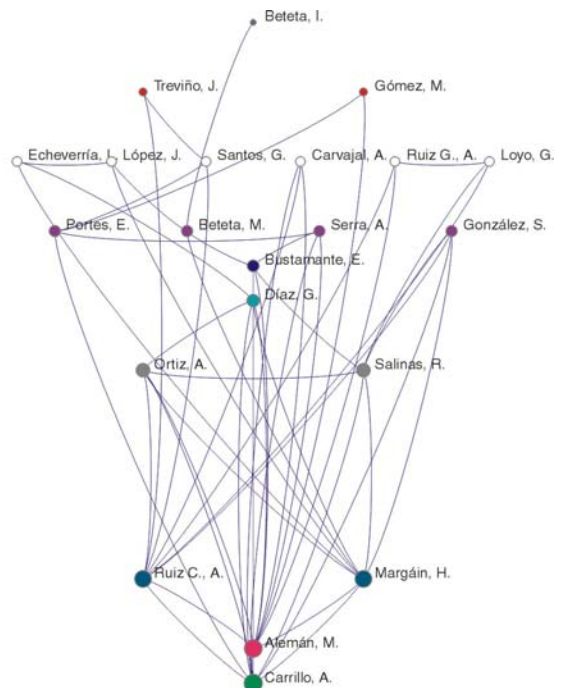 Beteta, I.
Treviño, J.
Gómez, M.
Echeverría, L.
López, J.
Santos, G.
Carvajal, A.
Ruiz G., A.
Loyo, G.
Portes, E.
Beteta, M.
Serra, A.
González, S.
Bustamante, E.
Díaz, G.
Ortiz, A.
Salinas, R.
Ruiz C., A.
Margáin, H.
Alemán, M.
Carrillo, A.